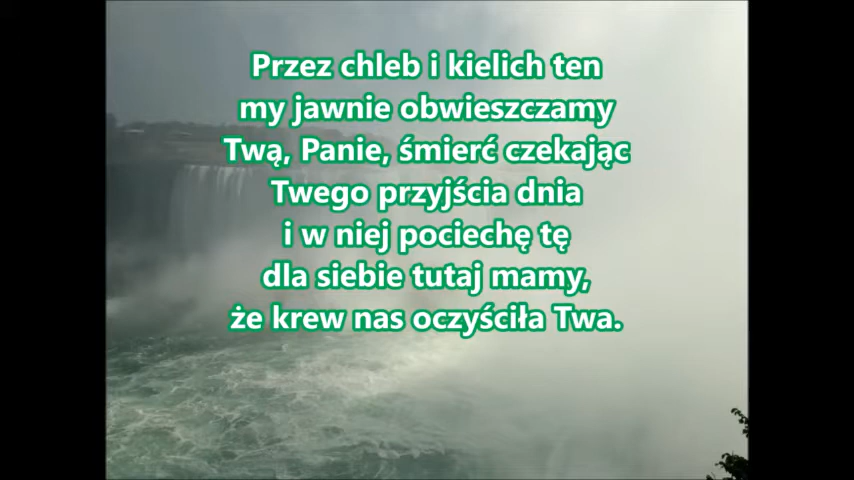 Przez chleb i kielich ten
my jawnie obwieszczamy
Twą, Panie, śmierć czekając
Twego przyjścia dnia
i w niej pociechę tę
dla siebie tutaj mamy,
że krew nas oczyściła Twa.